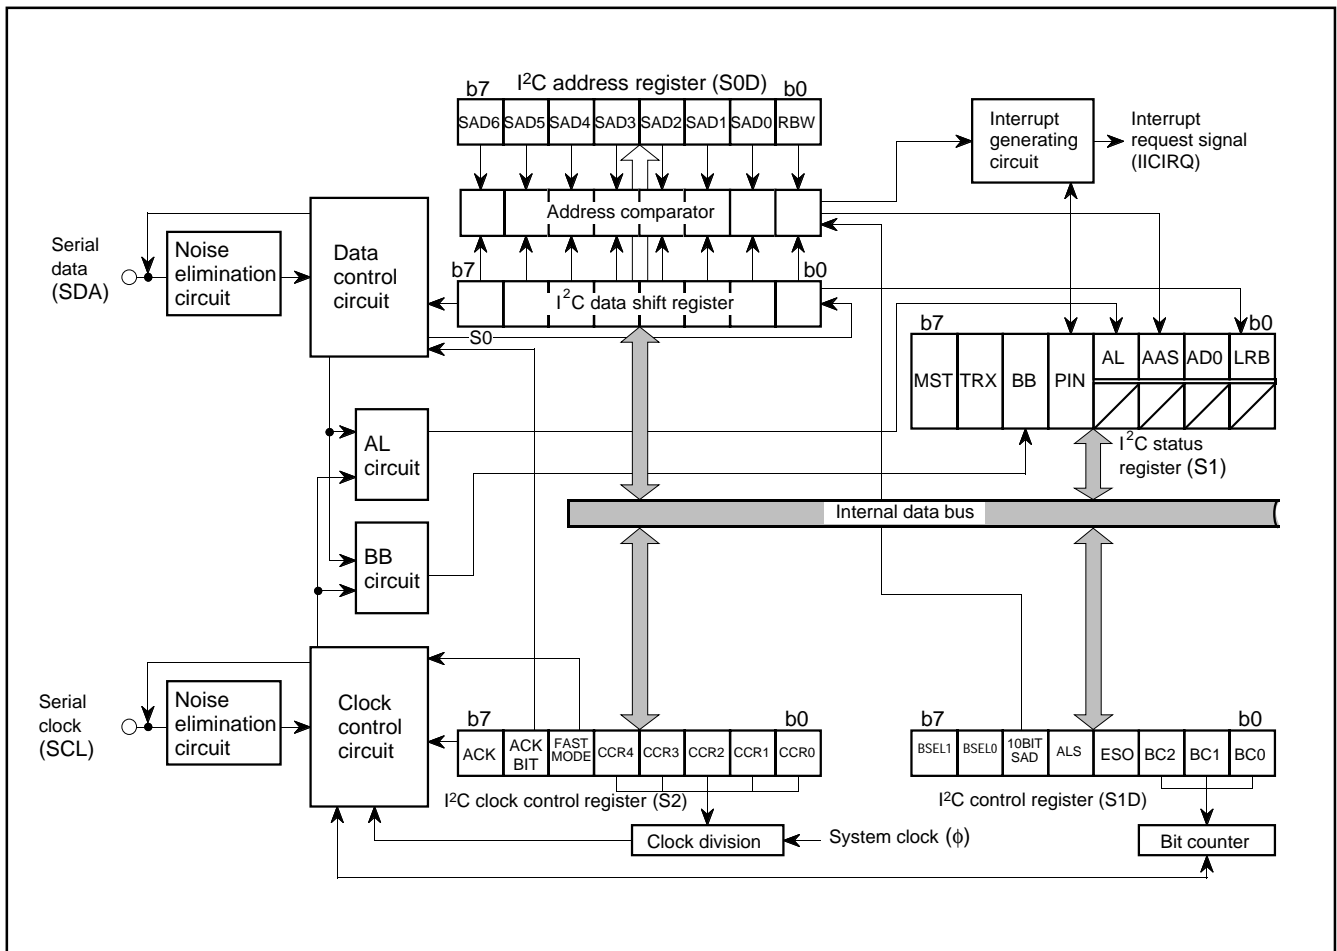 I²C address register (S0D)
b7
b0
SAD6 SAD5 SAD4 SAD3 SAD2 SAD1 SAD0 RBW
Interrupt
generating
circuit
Interrupt
request signal
(IICIRQ)
Address comparator
Serial
data
(SDA)
Noise
elimination
circuit
Data
control
circuit
b7
b0
I²C data shift register
S0
b7
b0
MST TRX BB PIN AL AAS AD0 LRB
I²C status
register (S1)
AL
circuit
Internal data bus
BB
circuit
Serial
clock
(SCL)
Noise
elimination
circuit
Clock
control
circuit
b7
b0
ACK
ACK
BIT
FAST
MODE
CCR4 CCR3 CCR2 CCR1 CCR0
I²C clock control register (S2)
Clock division
System clock (ϕ)
b7
b0
BSEL1 BSEL0
10BIT
SAD
ALS ESO BC2 BC1 BC0
I²C control register (S1D)
Bit counter